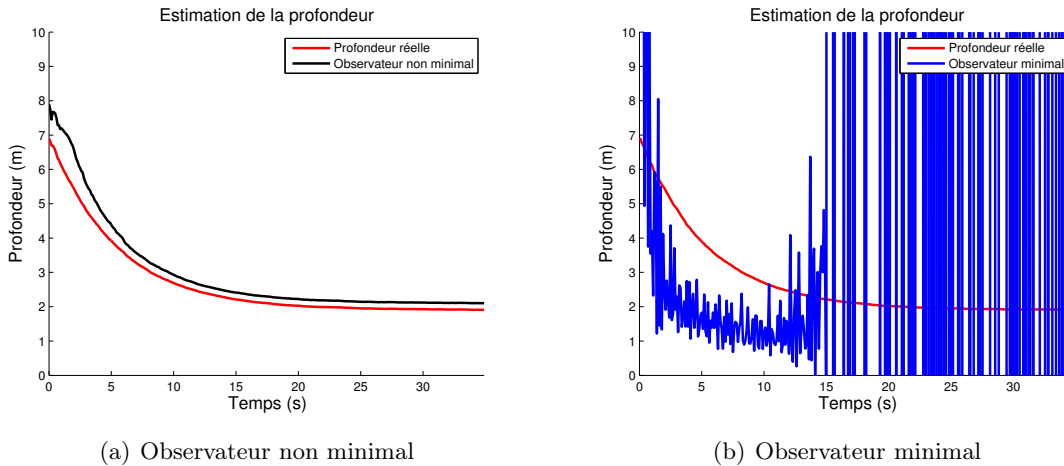 Estimation de la profondeur
Profondeur réelle
Observateur non minimal
Profondeur (m)
10
9
8
7
6
5
4
3
2
1
0
0 5 10 15 20 25 30
Temps (s)
(a) Observateur non minimal
Estimation de la profondeur
Profondeur réelle
Observateur minimal
Profondeur (m)
10
9
8
7
6
5
4
3
2
1
0
0 5 10 15 20 25 30
Temps (s)
(b) Observateur minimal